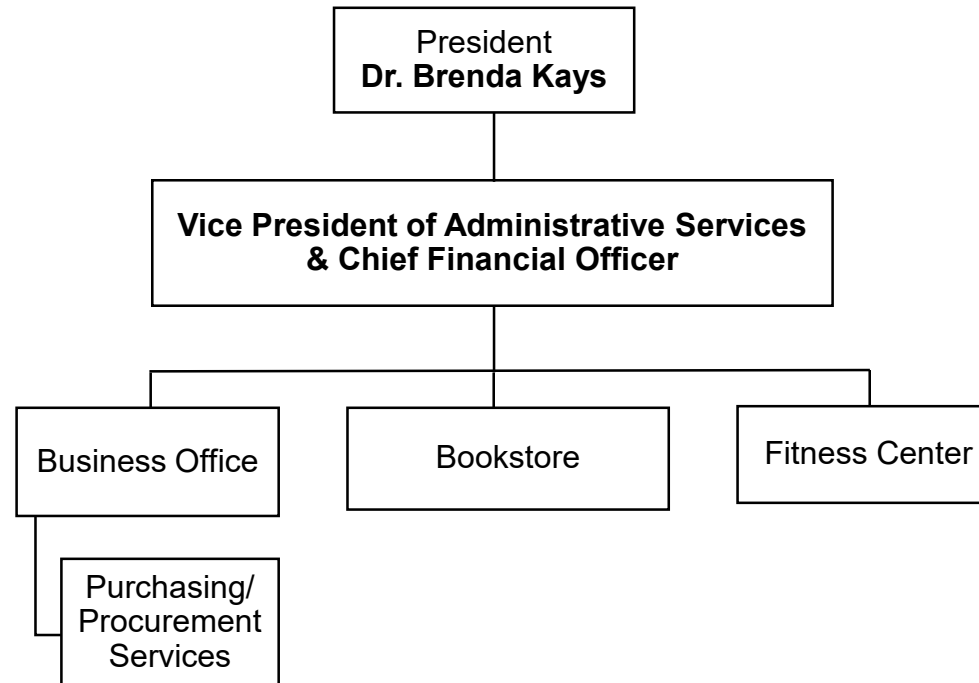 President
Dr. Brenda Kays
Vice President of Administrative Services
& Chief Financial Officer
Business Office
Bookstore
Fitness Center
Purchasing/
Procurement
Services